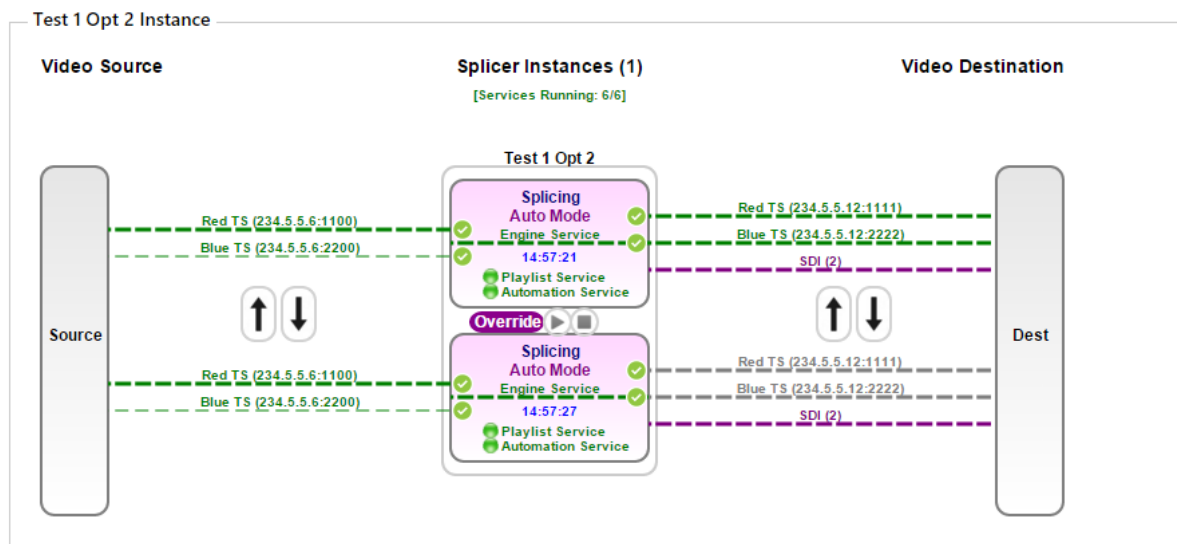 Test 1 Opt 2 Instance
Video Source
Splicer Instances (1)
Video Destination
[Services Running: 6/6]
Test 1 Opt 2
Source
Red TS (234.5.5.6:1100)
Blue TS (234.5.5.6:2200)
Splicing
Auto Mode
Engine Service
14:57:21
Playlist Service
Automation Service
Red TS (234.5.5.12:1111)
Blue TS (234.5.5.12:2222)
SDI (2)
Override
Red TS (234.5.5.6:1100)
Blue TS (234.5.5.6:2200)
Splicing
Auto Mode
Engine Service
14:57:27
Playlist Service
Automation Service
Red TS (234.5.5.12:1111)
Blue TS (234.5.5.12:2222)
SDI (2)
Dest